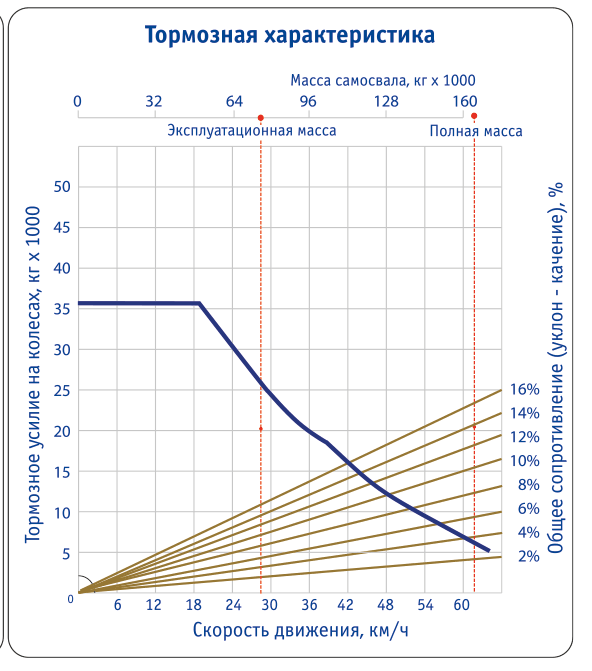 Тормозная характеристика
Масса самосвала, кг х 1000
0 32 64 96 128 160
Эксплуатационная масса Полная масса
Тормозное усилие на колесах, кг х 1000
50
45
40
35
30
25
20
15
10
5
0
16%
14%
12%
10%
8%
6%
4%
2%
Общее сопротивление (уклон - качение), %
6 12 18 24 30 36 42 48 54 60
Скорость движения, км/ч